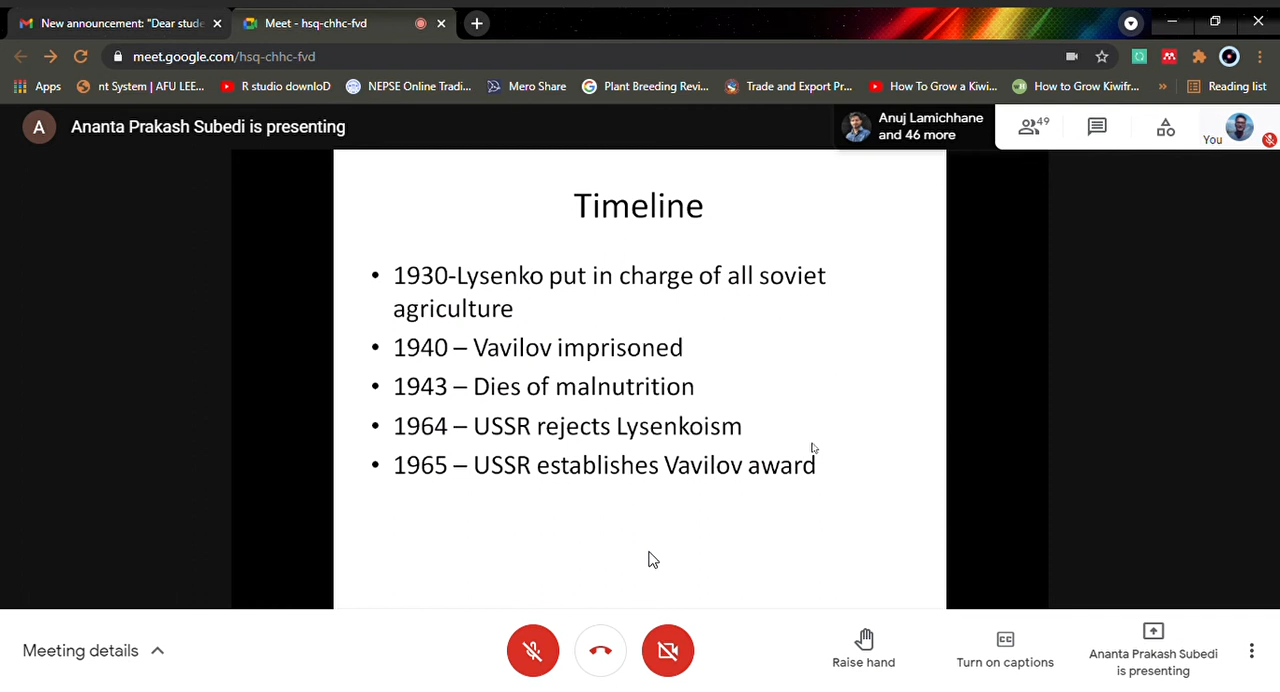 New announcement: "Dear stude
Meet - hsq-chhc-fvd
meet.google.com/hsq-chhc-fvd
Apps
nt System | AFU LEE...
R studio downloD
NEPSE Online Tradi...
Mero Share
Plant Breeding Revi...
Trade and Export Pr...
How To Grow a Kiwi...
How to Grow Kiwifr...
»
Reading list
A
Ananta Prakash Subedi is presenting
Anuj Lamichhane
and 46 more
49
You
Timeline
• 1930-Lysenko put in charge of all soviet
agriculture
• 1940 – Vavilov imprisoned
• 1943 – Dies of malnutrition
• 1964 – USSR rejects Lysenkoism
• 1965 – USSR establishes Vavilov award
Meeting details
Raise hand
CC
Turn on captions
Ananta Prakash Subedi
is presenting